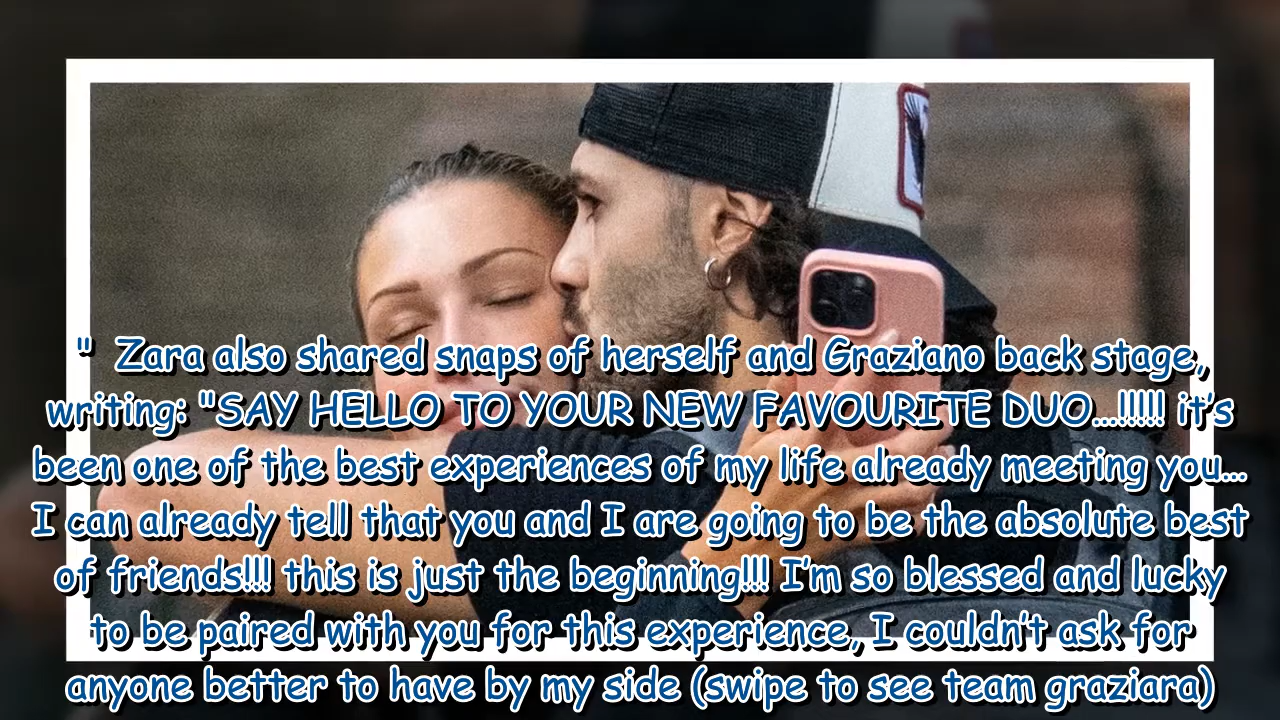 "  Zara also shared snaps of herself and Graziano back stage,
writing: "SAY HELLO TO YOUR NEW FAVOURITE DUO...!!!!! it’s
been one of the best experiences of my life already meeting you...
I can already tell that you and I are going to be the absolute best
of friends!!! this is just the beginning!!! I’m so blessed and lucky
to be paired with you for this experience, I couldn’t ask for
anyone better to have by my side (swipe to see team graziara)